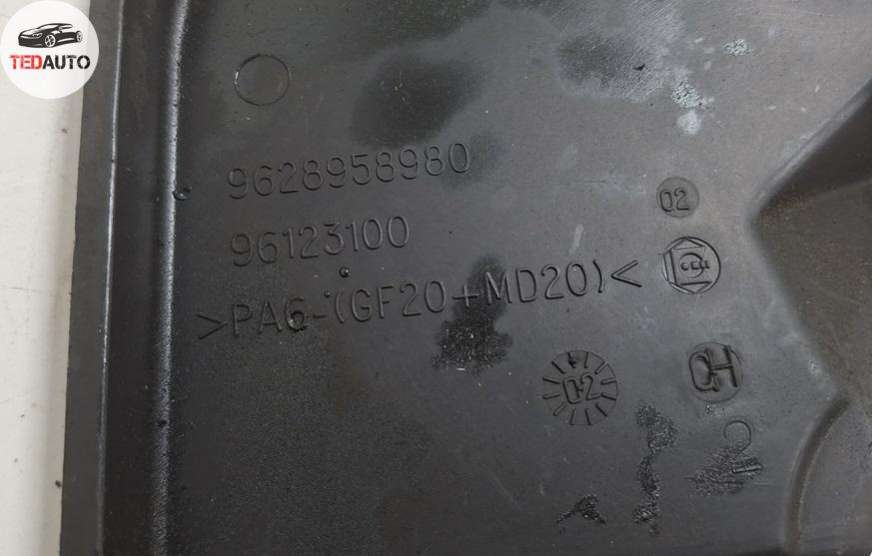 TEDAUTO
9628958980
96123100
>PA6-(GF20+MD20)<
02
02
CH